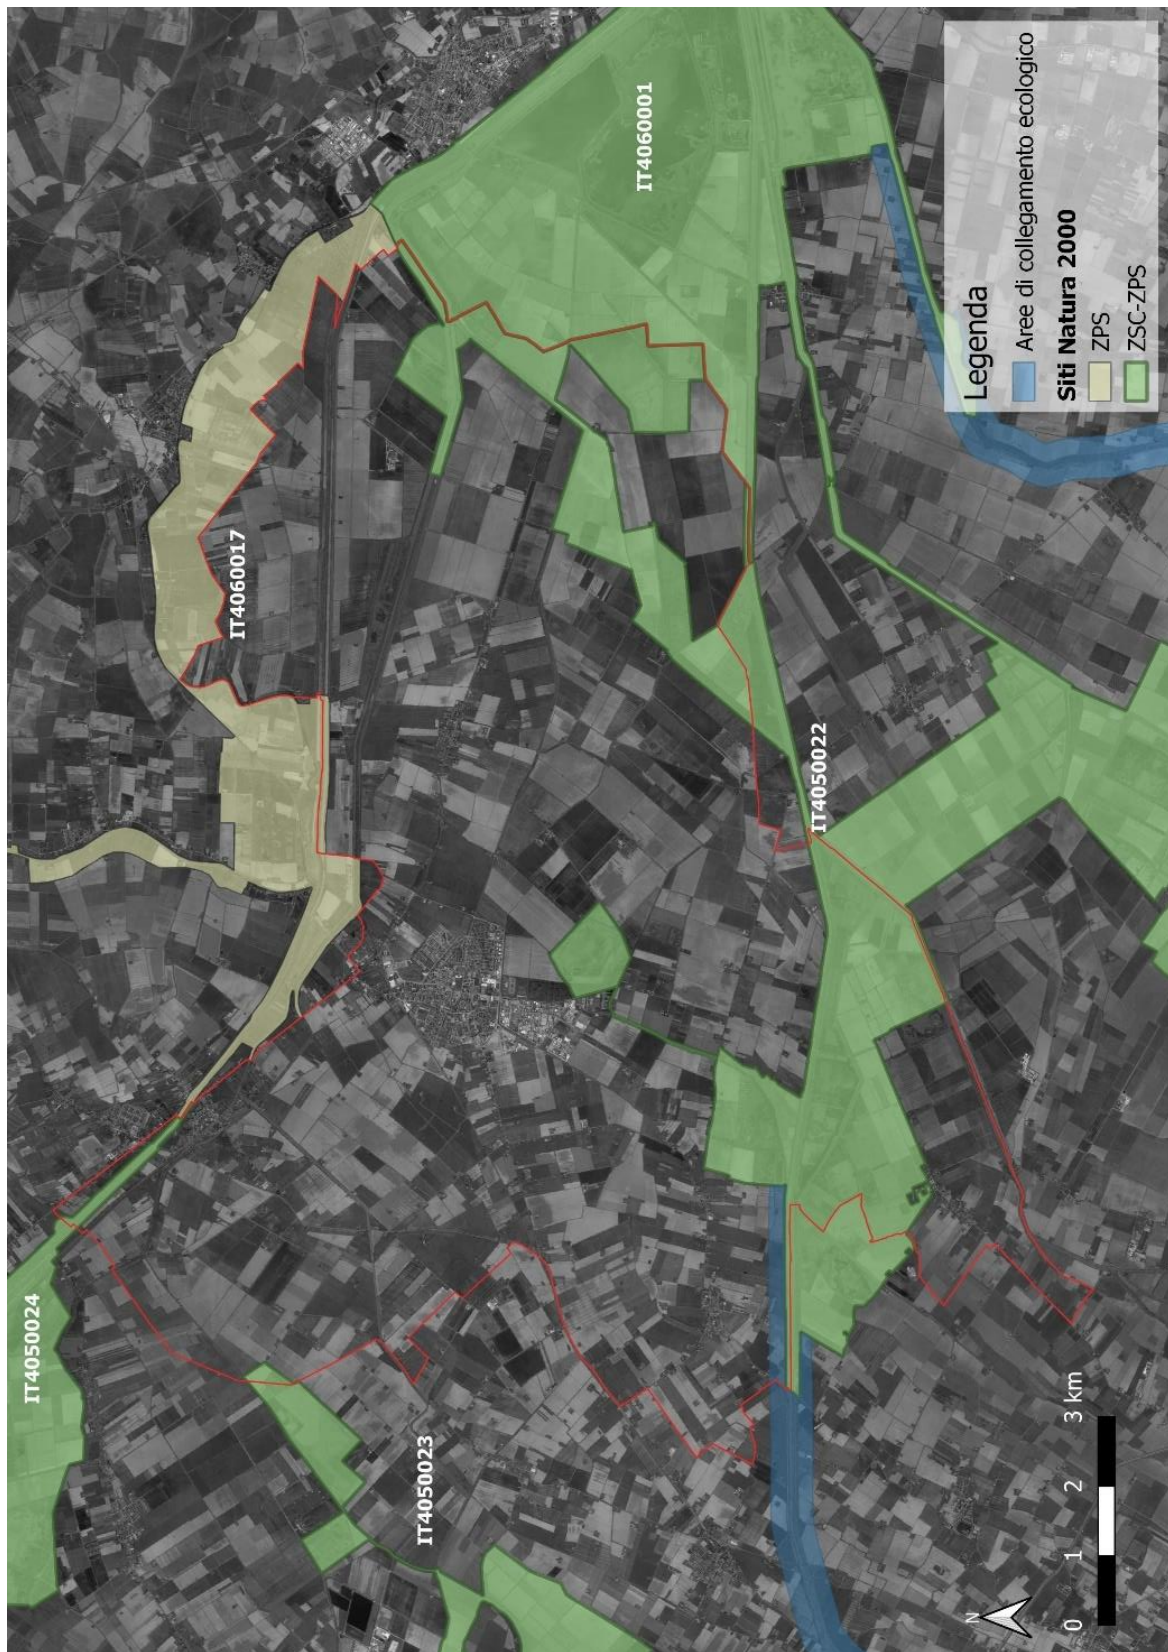 IT4050024
IT4060017
IT4060001
IT4050023
IT4050022
Legenda
Aree di collegamento ecologico
Siti Natura 2000
ZPS
ZSC-ZPS
N
0 1 2 3 km